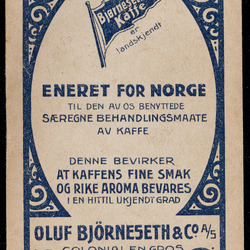 Bjørneseth
Kaffe
er
landskjendt
ENERET FOR NORGE
TIL DEN AV OS BENYTTEDE
SÆREGNE BEHANDLINGSMAATE
AV KAFFE
DENNE BEVIRKER
AT KAFFENS FINE SMAK
OG RIKE AROMA BEVARES
I EN HITTIL UKJENDT GRAD
OLUF BJÖRNESETH & Co A/S
COLONIAL EN GROS